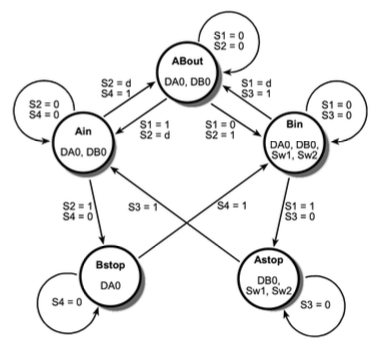 S1 = 0
S2 = 0
ABout
DA0, DB0
S2 = d
S4 = 1
S1 = d
S3 = 1
S2 = 0
S4 = 0
S1 = 0
S3 = 0
Ain
DA0, DB0
S1 = 1
S2 = d
S1 = 0
S2 = 1
Bin
DA0, DB0,
Sw1, Sw2
S2 = 1
S4 = 0
S3 = 1
S4 = 1
S1 = 1
S3 = 0
Bstop
DA0
Astop
DB0,
Sw1, Sw2
S4 = 0
S3 = 0